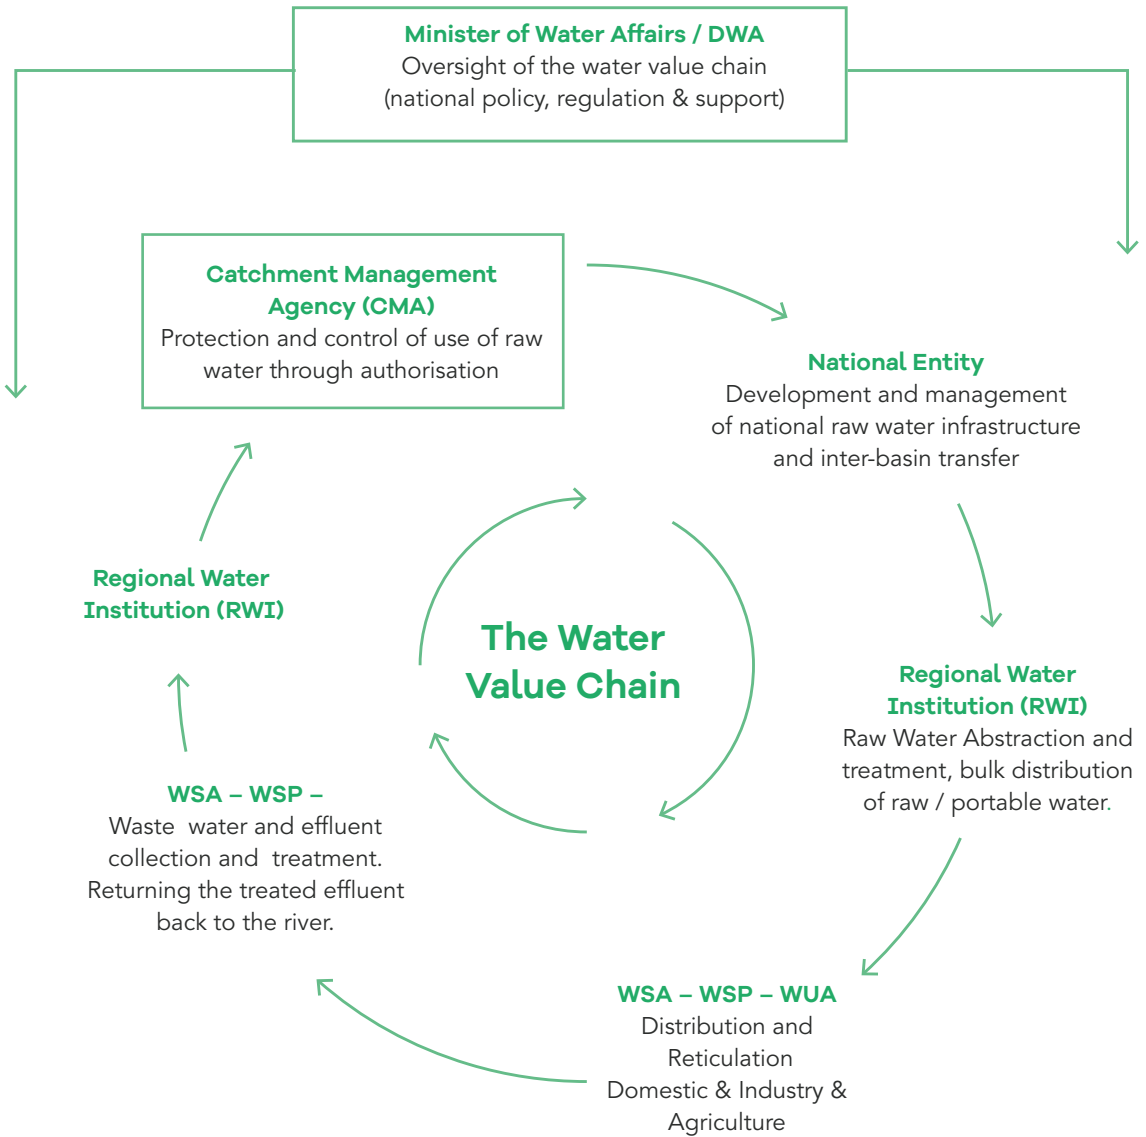 Minister of Water Affairs / DWA
Oversight of the water value chain
(national policy, regulation & support)
Catchment Management
Agency (CMA)
Protection and control of use of raw
water through authorisation
National Entity
Development and management
of national raw water infrastructure
and inter-basin transfer
Regional Water
Institution (RWI)
Raw Water Abstraction and
treatment, bulk distribution
of raw / portable water.
WSA – WSP – WUA
Distribution and
Reticulation
Domestic & Industry &
Agriculture
WSA – WSP –
Waste water and effluent
collection and treatment.
Returning the treated effluent
back to the river.
Regional Water
Institution (RWI)
The Water
Value Chain